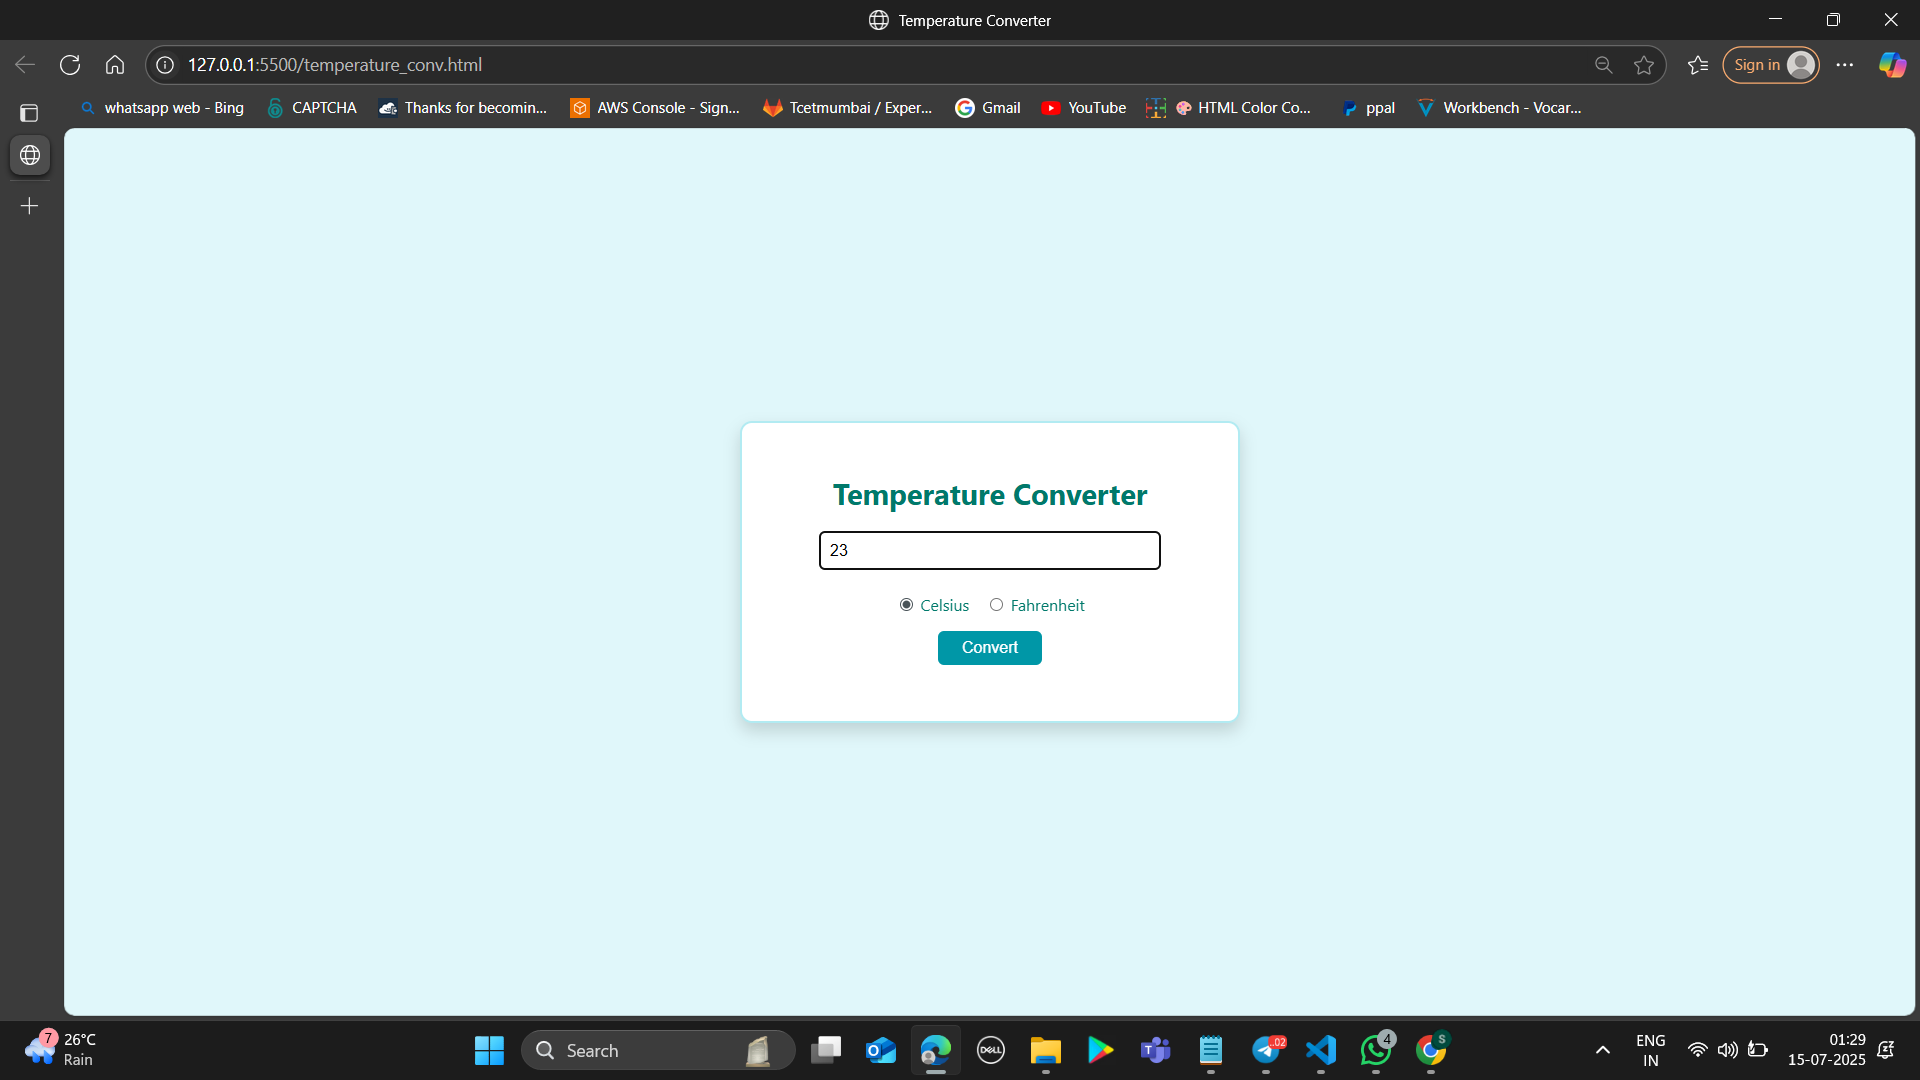 Temperature Converter
127.0.0.1:5500/temperature_conv.html
Sign in
whatsapp web - Bing
CAPTCHA
Thanks for becomin...
AWS Console - Sign...
Tcetmumbai / Exper...
Gmail
YouTube
HTML Color Co...
ppal
Workbench - Vocar...
Temperature Converter
23
Celsius Fahrenheit
Convert
7
26°C
Rain
Search
DELL
T
4
S
ENG
IN
01:29
15-07-2025